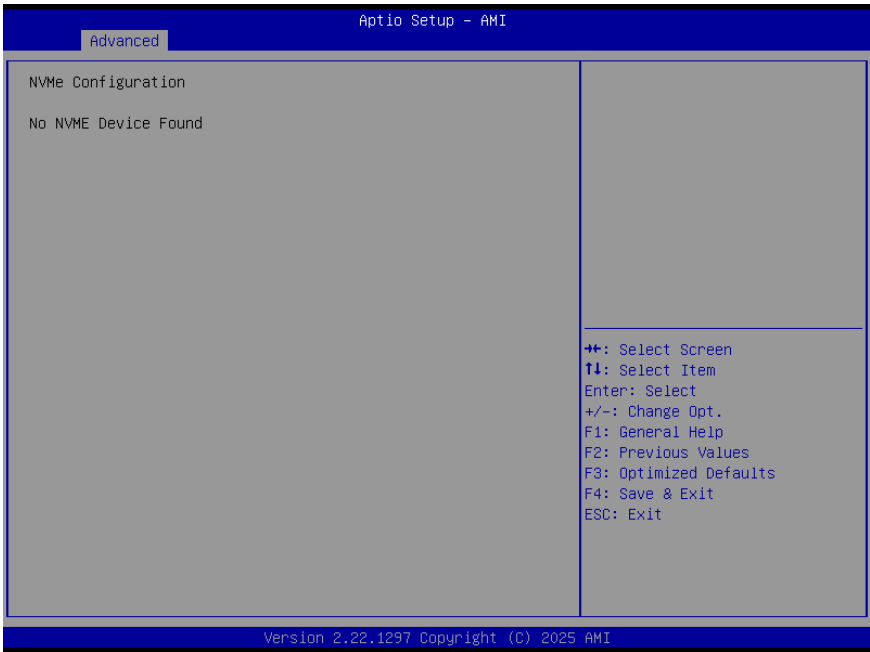 Aptio Setup – AMI
Advanced
NVMe Configuration
No NVME Device Found
→←: Select Screen
↑↓: Select Item
Enter: Select
+/-: Change Opt.
F1: General Help
F2: Previous Values
F3: Optimized Defaults
F4: Save & Exit
ESC: Exit
Version 2.22.1297 Copyright (C) 2025 AMI